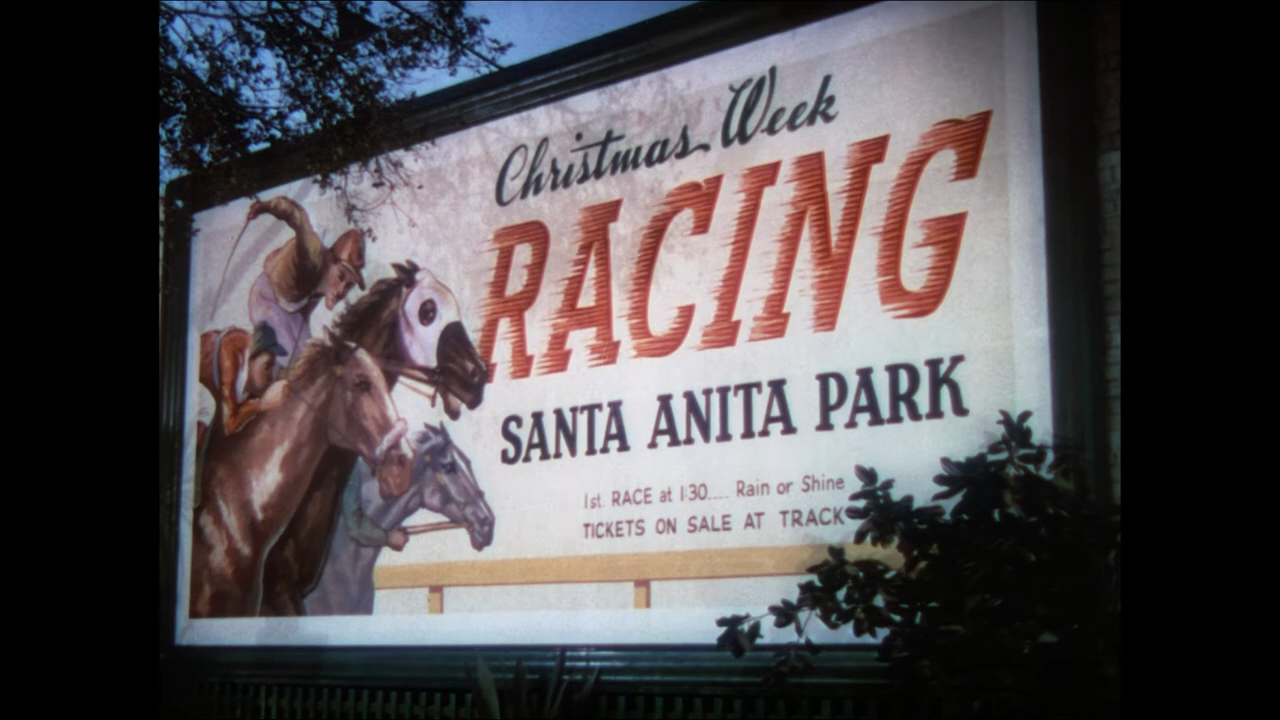 Christmas Week
RACING
SANTA ANITA PARK
1st. RACE at 1:30.... Rain or Shine
TICKETS ON SALE AT TRACK